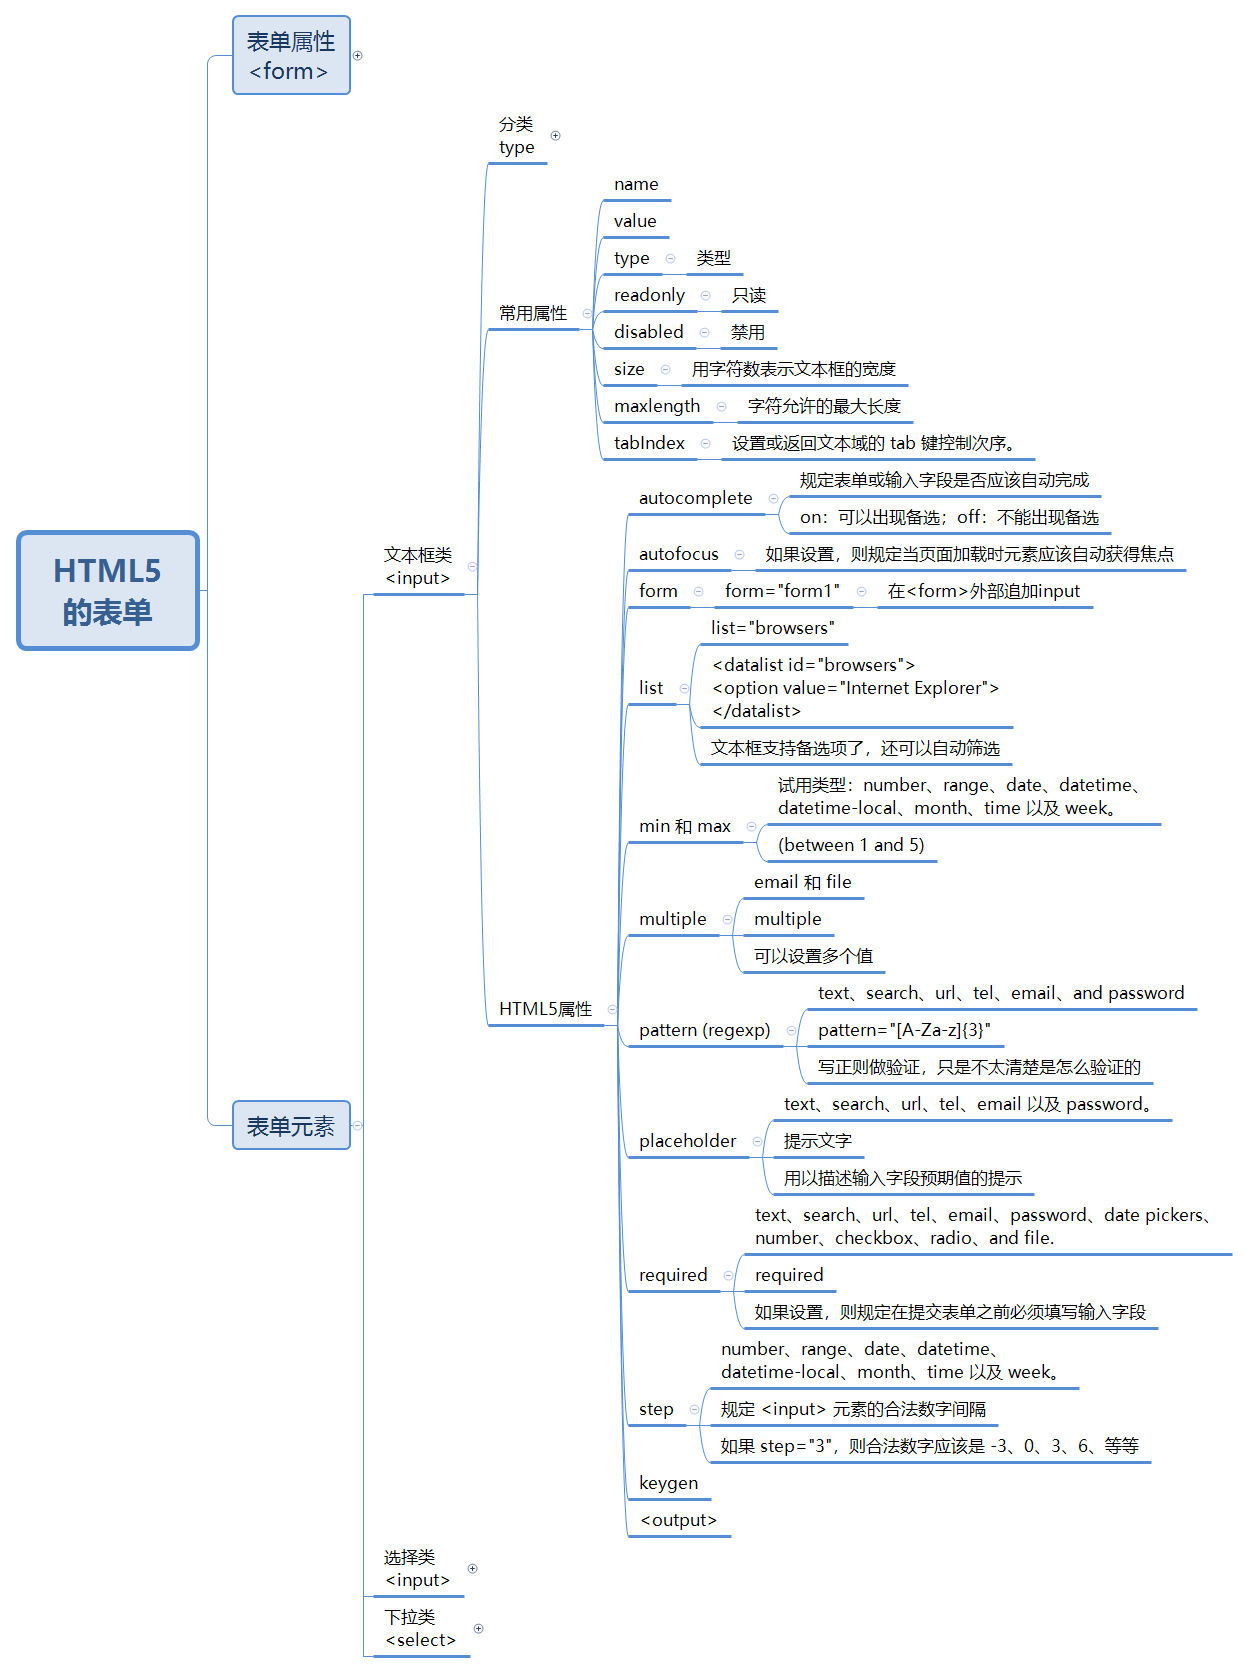 表单属性
<form>
分类
type
name
value
type
类型
常用属性
readonly
只读
disabled
禁用
size
用字符数表示文本框的宽度
maxlength
字符允许的最大长度
tabIndex
设置或返回文本域的 tab 键控制次序。
HTML5
的表单
文本框类
<input>
autocomplete
规定表单或输入字段是否应该自动完成
on：可以出现备选；off：不能出现备选
autofocus
如果设置，则规定当页面加载时元素应该自动获得焦点
form
form="form1"
在<form>外部追加input
list
list="browsers"
<datalist id="browsers">
<option value="Internet Explorer">
</datalist>
文本框支持备选项了，还可以自动筛选
min 和 max
试用类型：number、range、date、datetime、
datetime-local、month、time 以及 week。
(between 1 and 5)
multiple
email 和 file
multiple
可以设置多个值
HTML5属性
pattern (regexp)
text、search、url、tel、email、and password
pattern="[A-Za-z]{3}"
写正则做验证，只是不太清楚是怎么验证的
表单元素
placeholder
text、search、url、tel、email 以及 password。
提示文字
用以描述输入字段预期值的提示
required
text、search、url、tel、email、password、date pickers、
number、checkbox、radio、and file.
required
如果设置，则规定在提交表单之前必须填写输入字段
step
number、range、date、datetime、
datetime-local、month、time 以及 week。
规定 <input> 元素的合法数字间隔
如果 step="3"，则合法数字应该是 -3、0、3、6、等等
keygen
<output>
选择类
<input>
下拉类
<select>